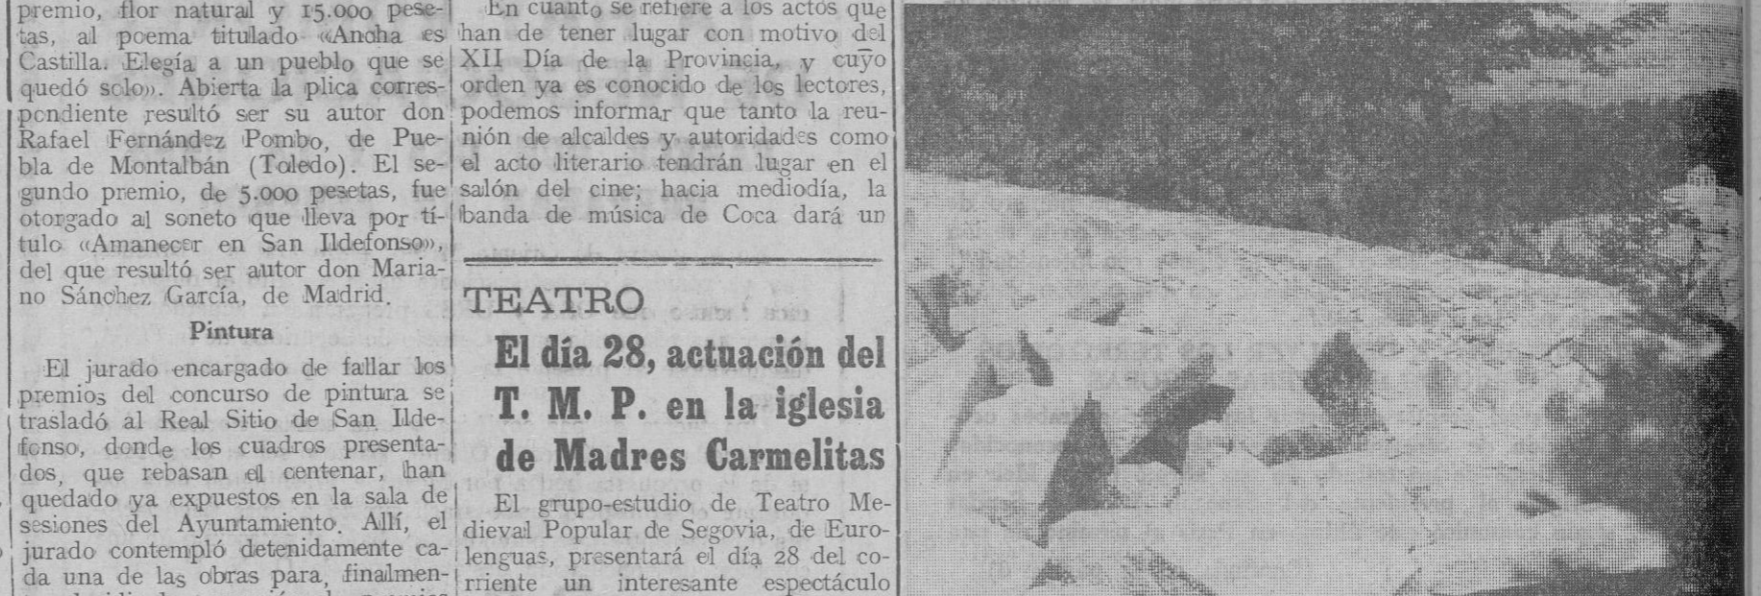 premio, flor natural y 15.000 pese-
tas, al poema titulado «Ancha es
Castilla. Elegía a un pueblo que se
quedó solo». Abierta la plica corres-
pondiente resultó ser su autor don
Rafael Fernández Pombo, de Pue-
bla de Montalbán (Toledo). El se-
gundo premio, de 5.000 pesetas, fue
otorgado al soneto que lleva por tí-
tulo «Amanecer en San Ildefonso»,
del que resultó ser autor don Maria-
no Sánchez García, de Madrid.
Pintura
El jurado encargado de fallar los
premios del concurso de pintura se
trasladó al Real Sitio de San Ilde-
fonso, donde los cuadros presenta-
dos, que rebasan el centenar, han
quedado ya expuestos en la sala de
sesiones del Ayuntamiento. Allí, el
jurado contempló detenidamente ca-
da una de las obras para, finalmen-
En cuanto se refiere a los actos que
han de tener lugar con motivo del
XII Día de la Provincia, y cuyo
orden ya es conocido de los lectores,
podemos informar que tanto la reu-
nión de alcaldes y autoridades como
el acto literario tendrán lugar en el
salón del cine; hacia mediodía, la
banda de música de Coca dará un
TEATRO
El día 28, actuación del
T. M. P. en la iglesia
de Madres Carmelitas
El grupo-estudio de Teatro Me-
dieval Popular de Segovia, de Euro-
lenguas, presentará el día 28 del co-
rriente un interesante espectáculo